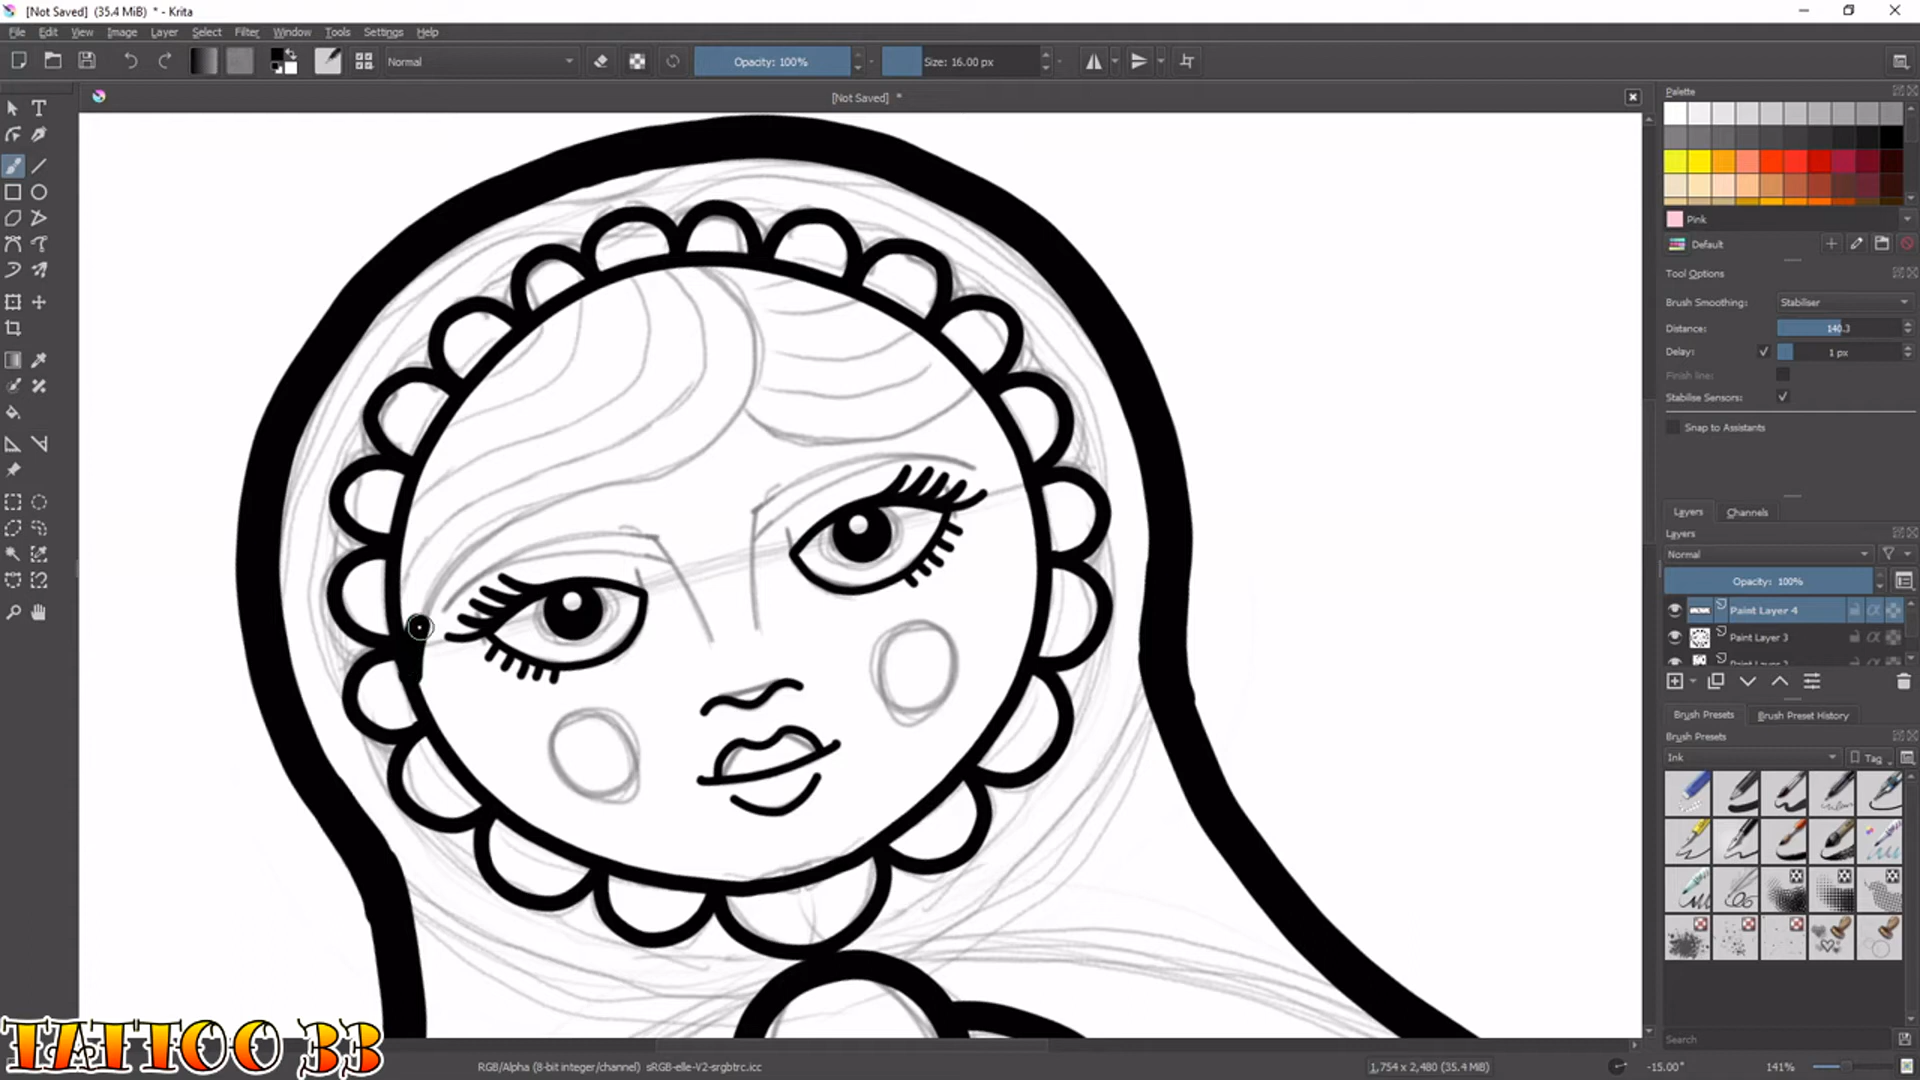 [Not Saved] (35.4 MiB) * - Krita
File Edit View Image Layer Select Filter Settings Window Tools Settings Help
Normal
Opacity: 100%
Size: 16.00 px
[Not Saved] *
Palette
Pink
Default
Tool Options
Brush Smoothing: Stabiliser
Distance: 140.3
Delay: 1 px
Finish line:
Stabilise Sensors:
Snap to Assistants
Layers Channels
Layers
Normal
Opacity: 100%
Paint Layer 4
Paint Layer 3
Brush Presets Brush Preset History
Brush Presets
Ink
Tag
Search
TATTOO 33
RGB/Alpha (8-bit integer/channel) sRGB-elle-V2-srgbtrc.icc
1,754 x 2,480 (35.4 MiB)
-15.00°
141%